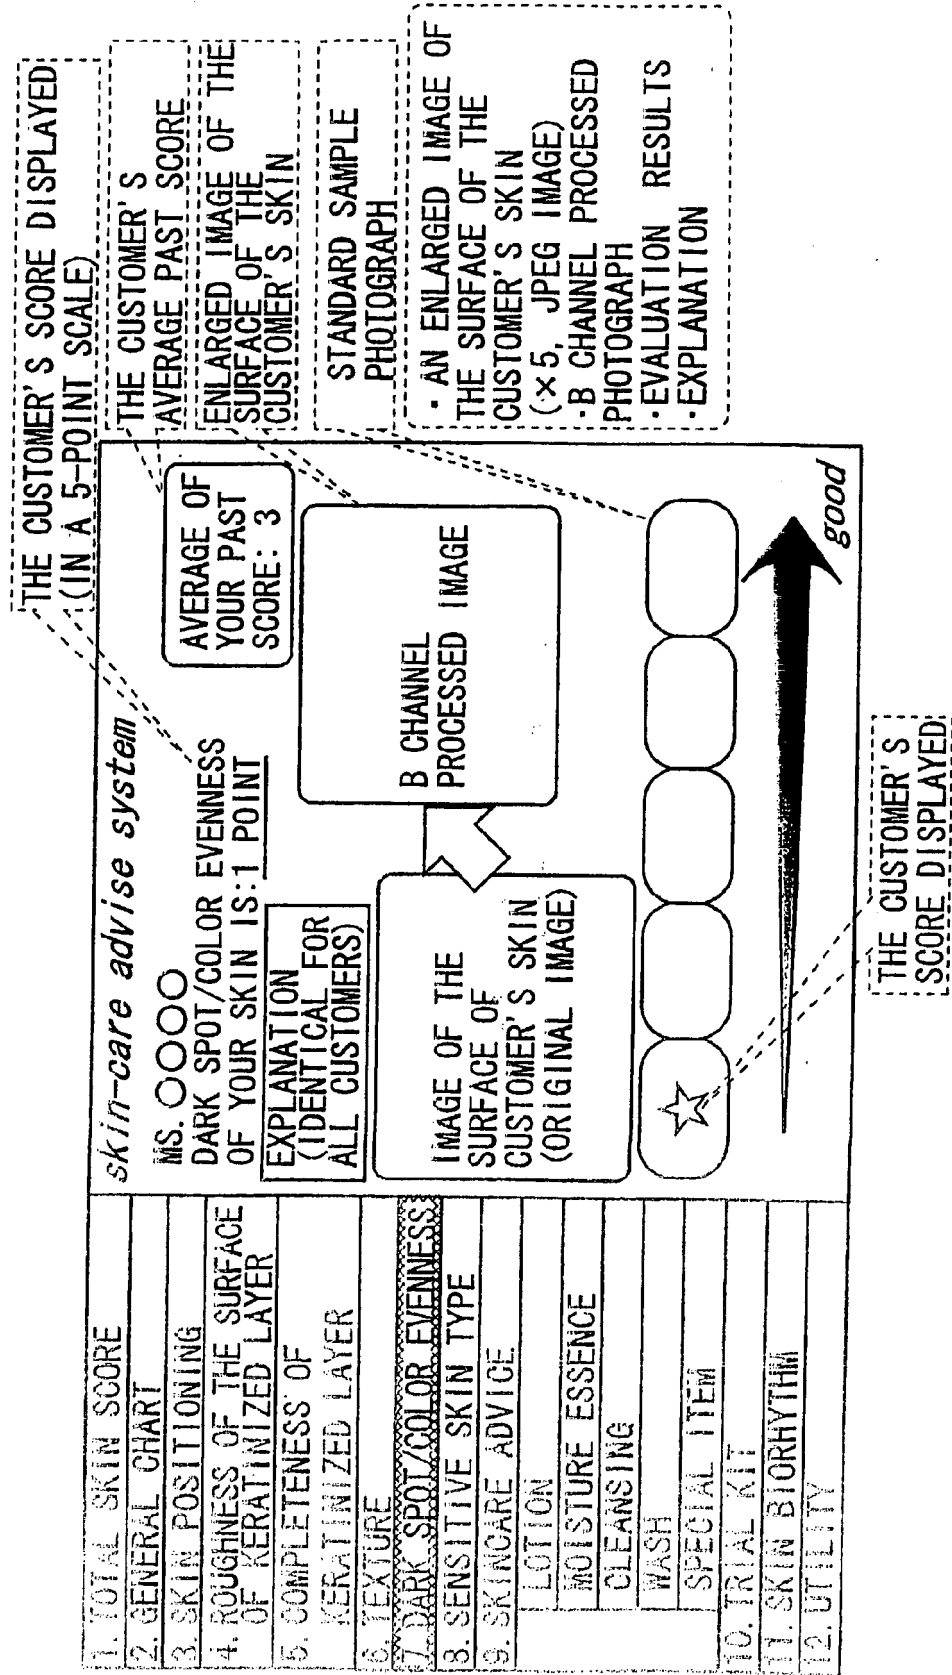 THE CUSTOMER'S SCORE DISPLAYED
(IN A 5-POINT SCALE)
THE CUSTOMER'S
AVERAGE PAST SCORE
ENLARGED IMAGE OF THE
SURFACE OF THE
CUSTOMER'S SKIN
STANDARD SAMPLE
PHOTOGRAPH
· AN ENLARGED IMAGE OF
THE SURFACE OF THE
CUSTOMER'S SKIN
(×5, JPEG IMAGE)
·B CHANNEL PROCESSED
PHOTOGRAPH
·EVALUATION RESULTS
·EXPLANATION
skin-care advise system
MS. ○○○○
DARK SPOT/COLOR EVENNESS
OF YOUR SKIN IS:1 POINT
AVERAGE OF
YOUR PAST
SCORE: 3
EXPLANATION
(IDENTICAL FOR
ALL CUSTOMERS)
IMAGE OF THE
SURFACE OF
CUSTOMER'S SKIN
(ORIGINAL IMAGE)
B CHANNEL
PROCESSED IMAGE
good
THE CUSTOMER'S
SCORE DISPLAYED
1. TOTAL SKIN SCORE
2. GENERAL CHART
3. SKIN POSITIONING
4. ROUGHNESS OF THE SURFACE
OF KERATINIZED LAYER
5. COMPLETENESS OF
KERATINIZED LAYER
6. TEXTURE
7. DARK SPOT/COLOR EVENNESS
8. SENSITIVE SKIN TYPE
9. SKINCARE ADVICE
LOTION
MOISTURE ESSENCE
CLEANSING
WASH
SPECIAL ITEM
10. TRIAL KIT
11. SKIN BIORHYTHM
12. UTILITY